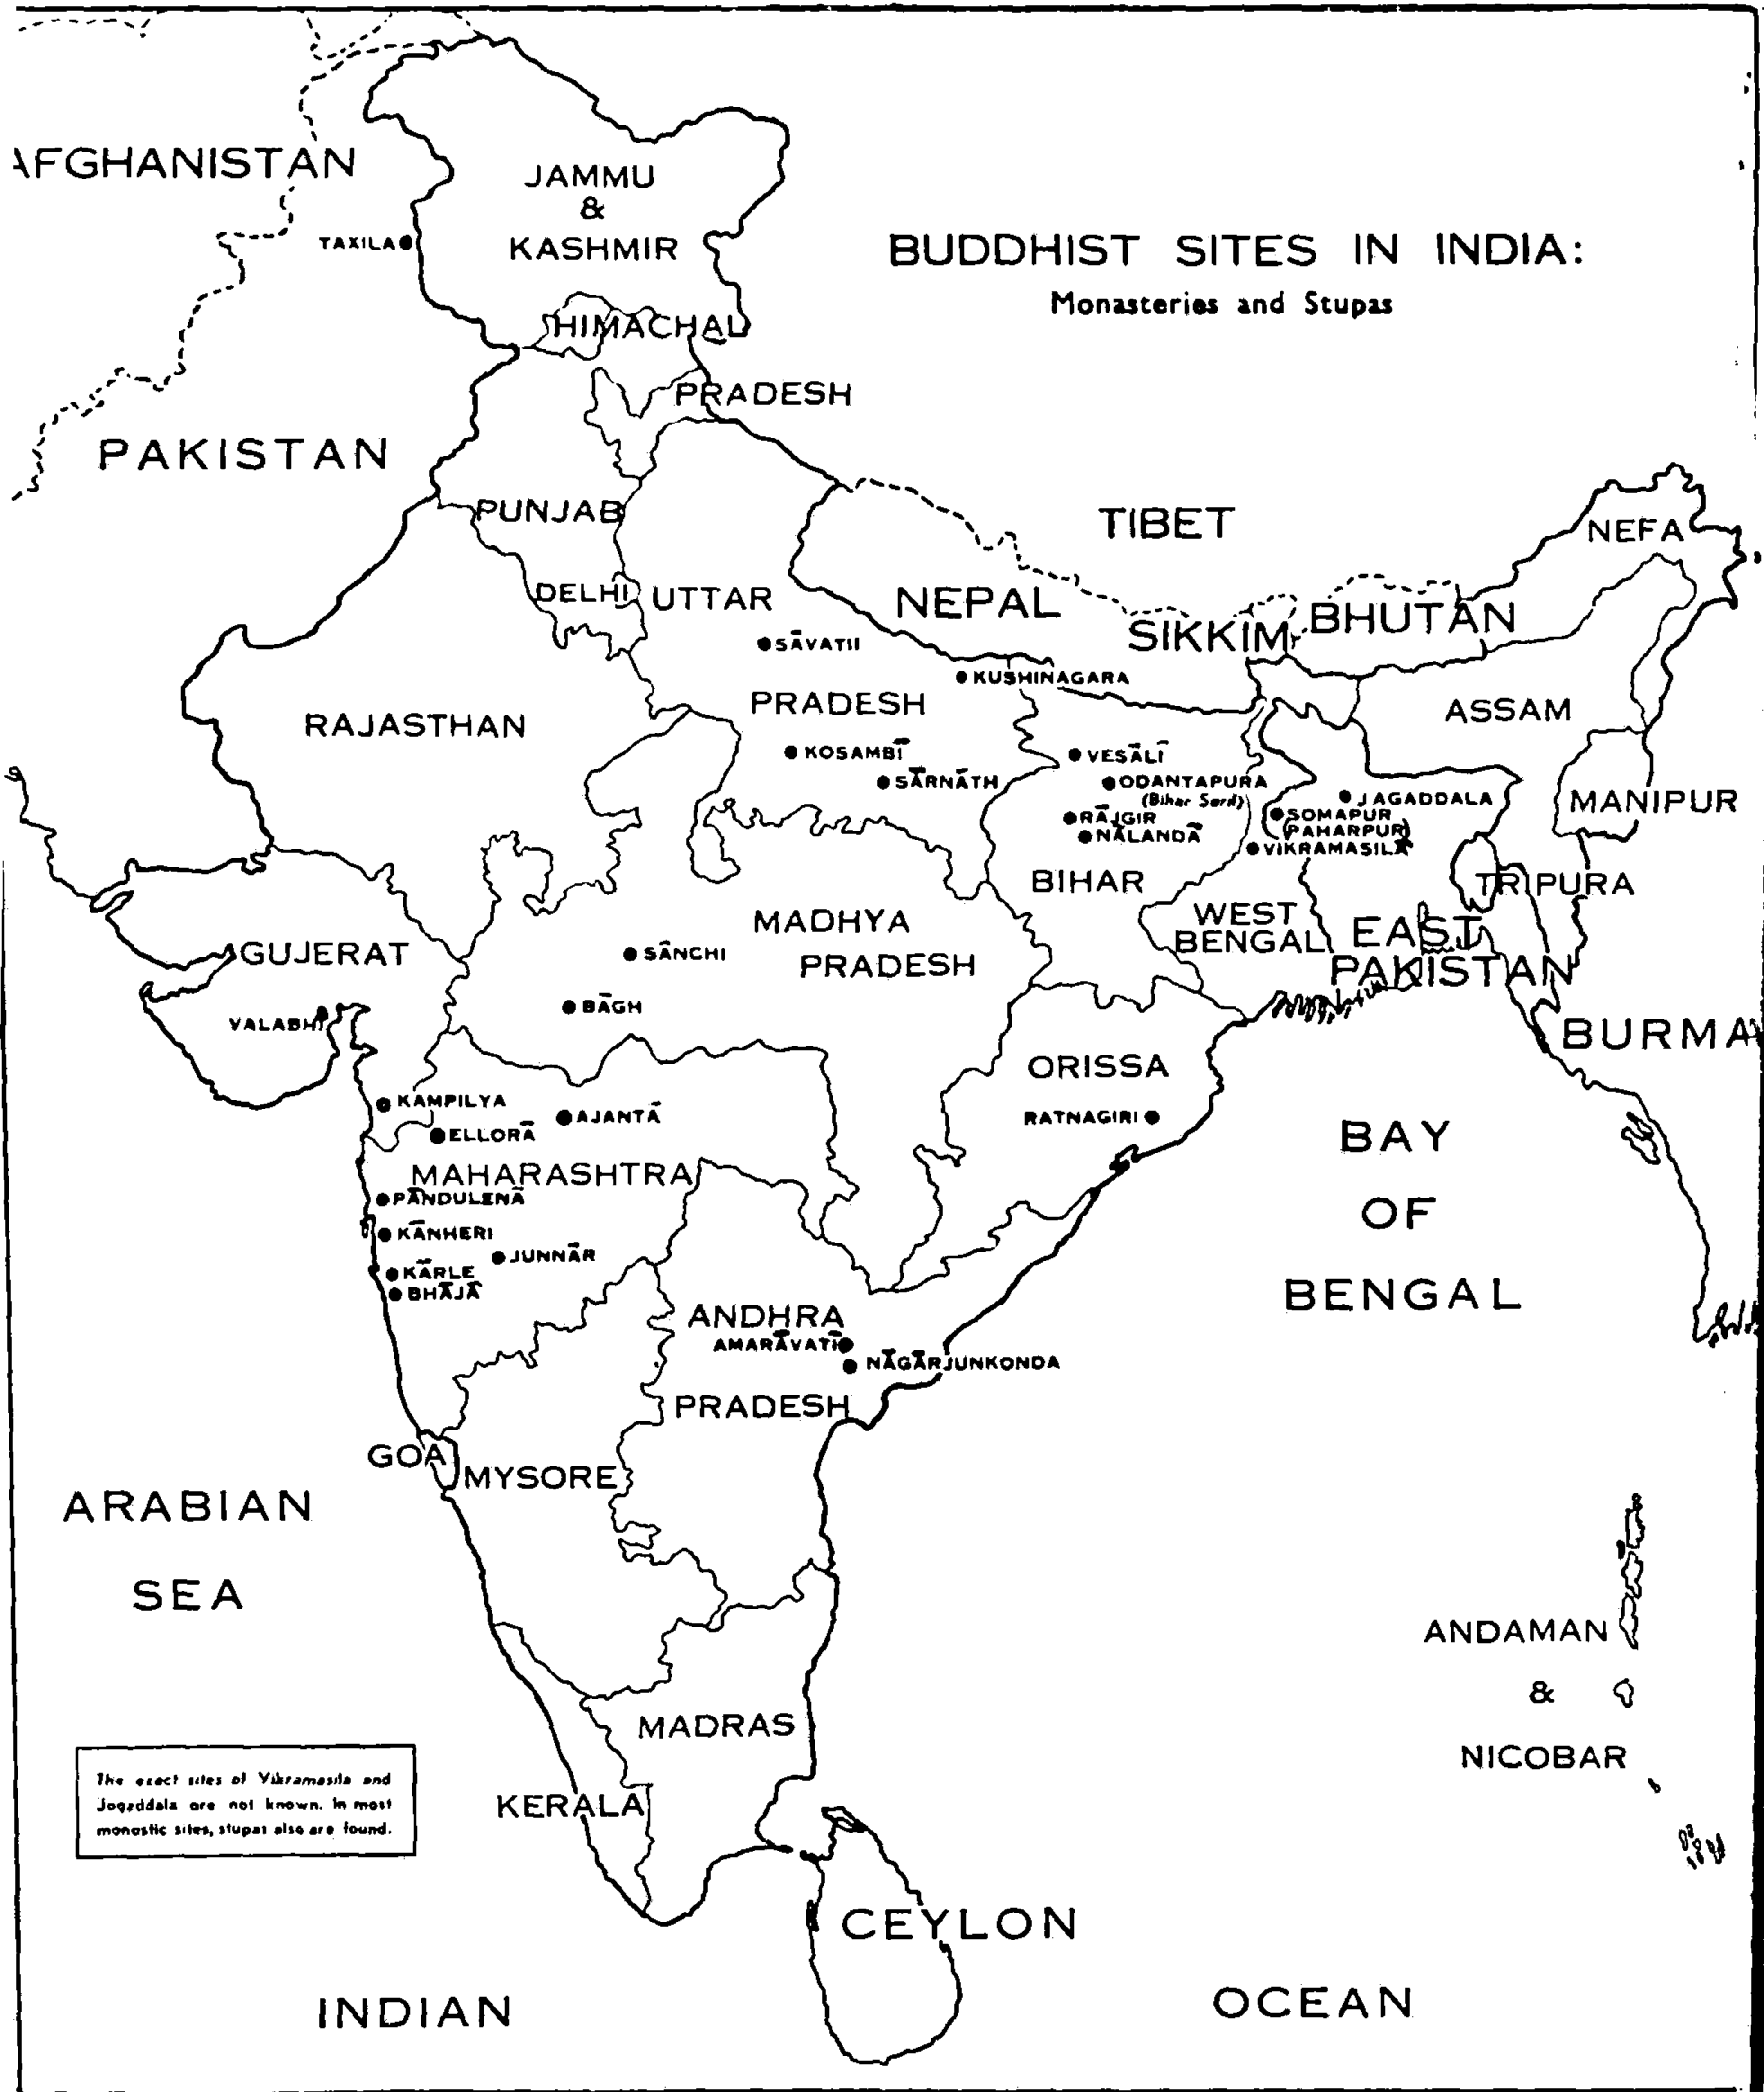 AFGHANISTAN
JAMMU
&
KASHMIR
TAXILA
BUDDHIST SITES IN INDIA:
Monasteries and Stupas
HIMACHAL
PRADESH
PAKISTAN
PUNJAB
TIBET
NEFA
DELHI
UTTAR
NEPAL
SIKKIM
BHUTAN
SĀVATII
KUSHINAGARA
PRADESH
RAJASTHAN
ASSAM
KOSAMBĪ
VESĀLĪ
SĀRNĀTH
ODANTAPURA
(Bihar Sarif)
JAGADDALA
MANIPUR
RĀJGIR
SOMAPUR
(PAHARPUR)
NĀLANDĀ
VIKRAMASILĀ
BIHAR
TRIPURA
MADHYA
PRADESH
WEST
BENGAL
EAST
PAKISTAN
GUJERAT
SĀNCHI
BĀGH
VALABHI
BURMA
ORISSA
KAMPILYA
AJANTĀ
RATNAGIRI
ELLORĀ
BAY
OF
BENGAL
MAHARASHTRA
PĀNDULENĀ
KĀNHERI
JUNNĀR
KĀRLE
BHĀJĀ
ANDHRA
AMARĀVATĪ
NĀGĀRJUNKONDA
PRADESH
GOA
MYSORE
ARABIAN
SEA
ANDAMAN
&
NICOBAR
MADRAS
KERALA
The exact sites of Vikramasila and
Jogaddala are not known. In most
monastic sites, stupas also are found.
CEYLON
INDIAN
OCEAN